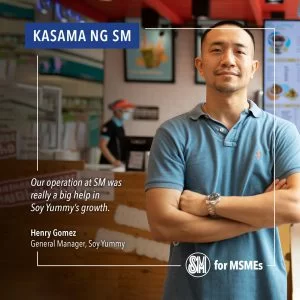 KASAMA NG SM
Our operation at SM was
really a big help in
Soy Yummy's growth.
Henry Gomez
General Manager, Soy Yummy
SM for MSMEs